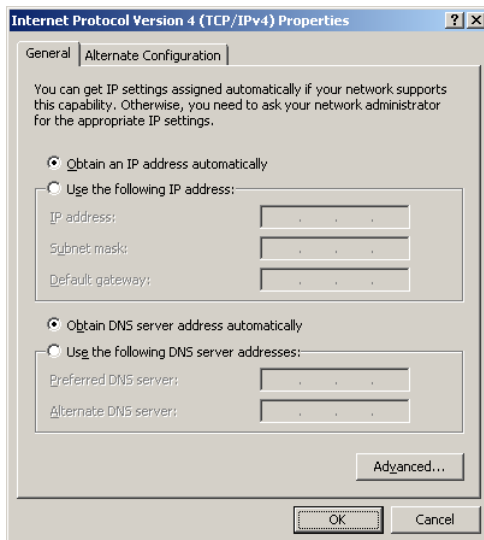 Internet Protocol Version 4 (TCP/IPv4) Properties
General
Alternate Configuration
You can get IP settings assigned automatically if your network supports
this capability. Otherwise, you need to ask your network administrator
for the appropriate IP settings.
Obtain an IP address automatically
Use the following IP address:
IP address:
Subnet mask:
Default gateway:
Obtain DNS server address automatically
Use the following DNS server addresses:
Preferred DNS server:
Alternate DNS server:
Advanced...
OK
Cancel